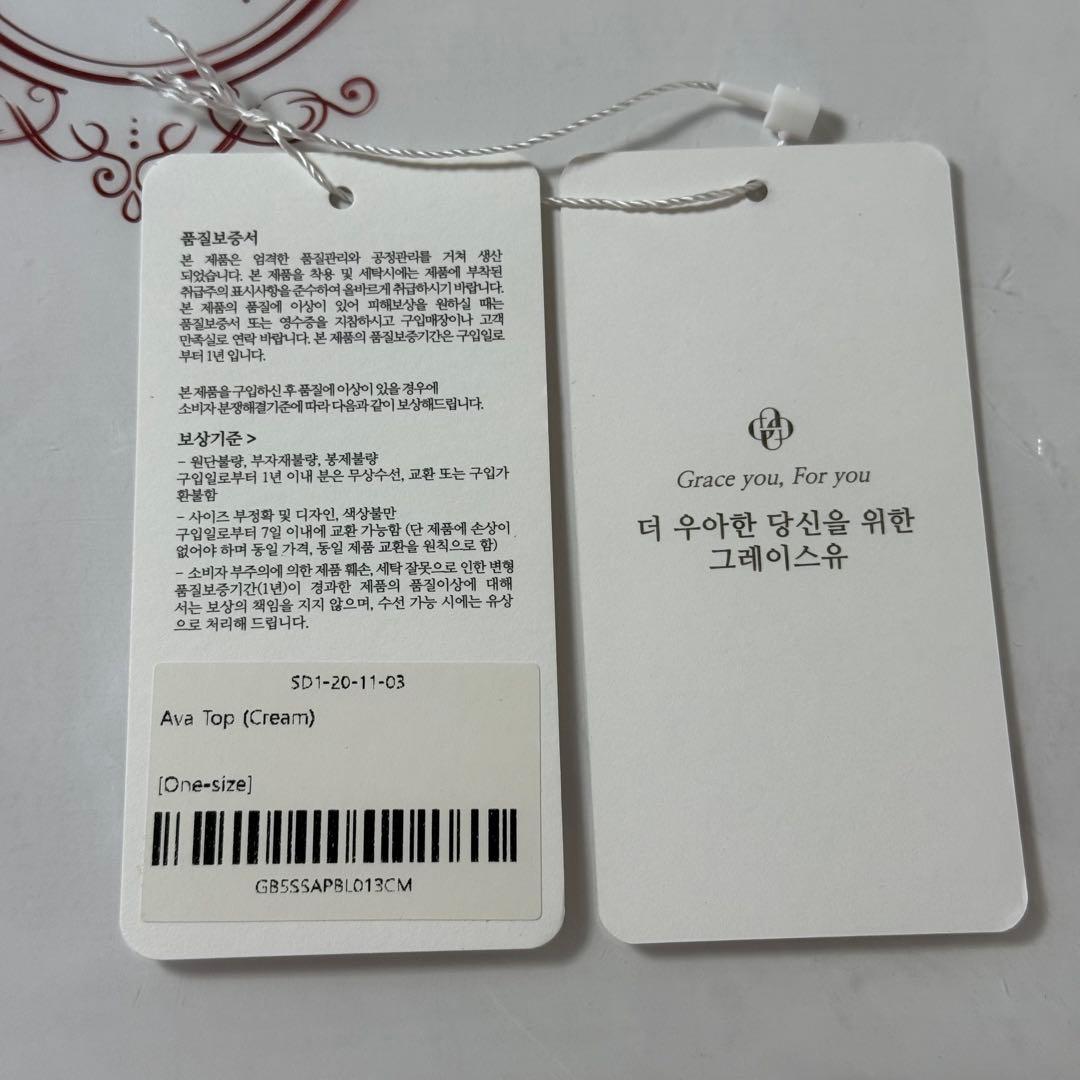 품질보증서
본 제품은 엄격한 품질관리와 공정관리를 거쳐 생산
되었습니다. 본 제품을 착용 및 세탁시에는 제품에 부착된
취급주의 표시사항을 준수하여 올바르게 취급하시기 바랍니다.
본 제품의 품질에 이상이 있어 피해보상을 원하실 때는
품질보증서 또는 영수증을 지참하시고 구입매장이나 고객
만족실로 연락 바랍니다. 본 제품의 품질보증기간은 구입일로
부터 1년 입니다.
본 제품을 구입하신 후 품질에 이상이 있을 경우에
소비자 분쟁해결기준에 따라 다음과 같이 보상해드립니다.
보상기준 >
- 원단불량, 부자재불량, 봉제불량
구입일로부터 1년 이내 분은 무상수선, 교환 또는 구입가
환불함
- 사이즈 부정확 및 디자인, 색상불만
구입일로부터 7일 이내에 교환 가능함 (단 제품에 손상이
없어야 하며 동일 가격, 동일 제품 교환을 원칙으로 함)
- 소비자 부주의에 의한 제품 훼손, 세탁 잘못으로 인한 변형
품질보증기간(1년)이 경과한 제품의 품질이상에 대해
서는 보상의 책임을 지지 않으며, 수선 가능 시에는 유상
으로 처리해 드립니다.
SD1-20-11-03
Ava Top (Cream)
[One-size]
GB5SSAPBL013CM
Grace you, For you
더 우아한 당신을 위한
그레이스유